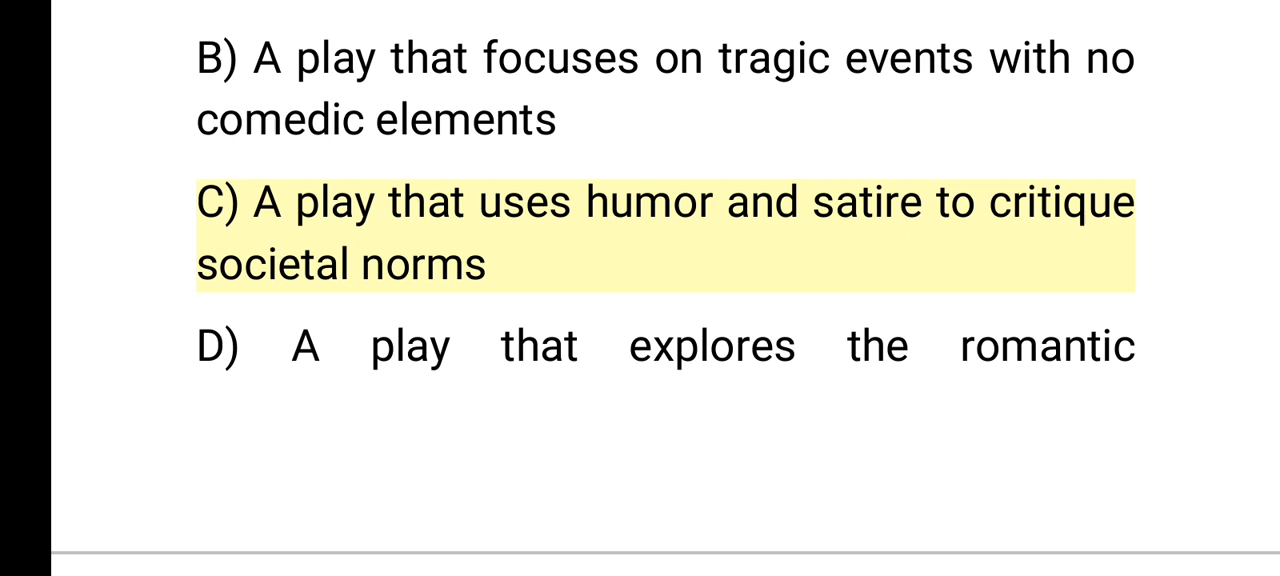 B) A play that focuses on tragic events with no
comedic elements
C) A play that uses humor and satire to critique
societal norms
D) A play that explores the romantic